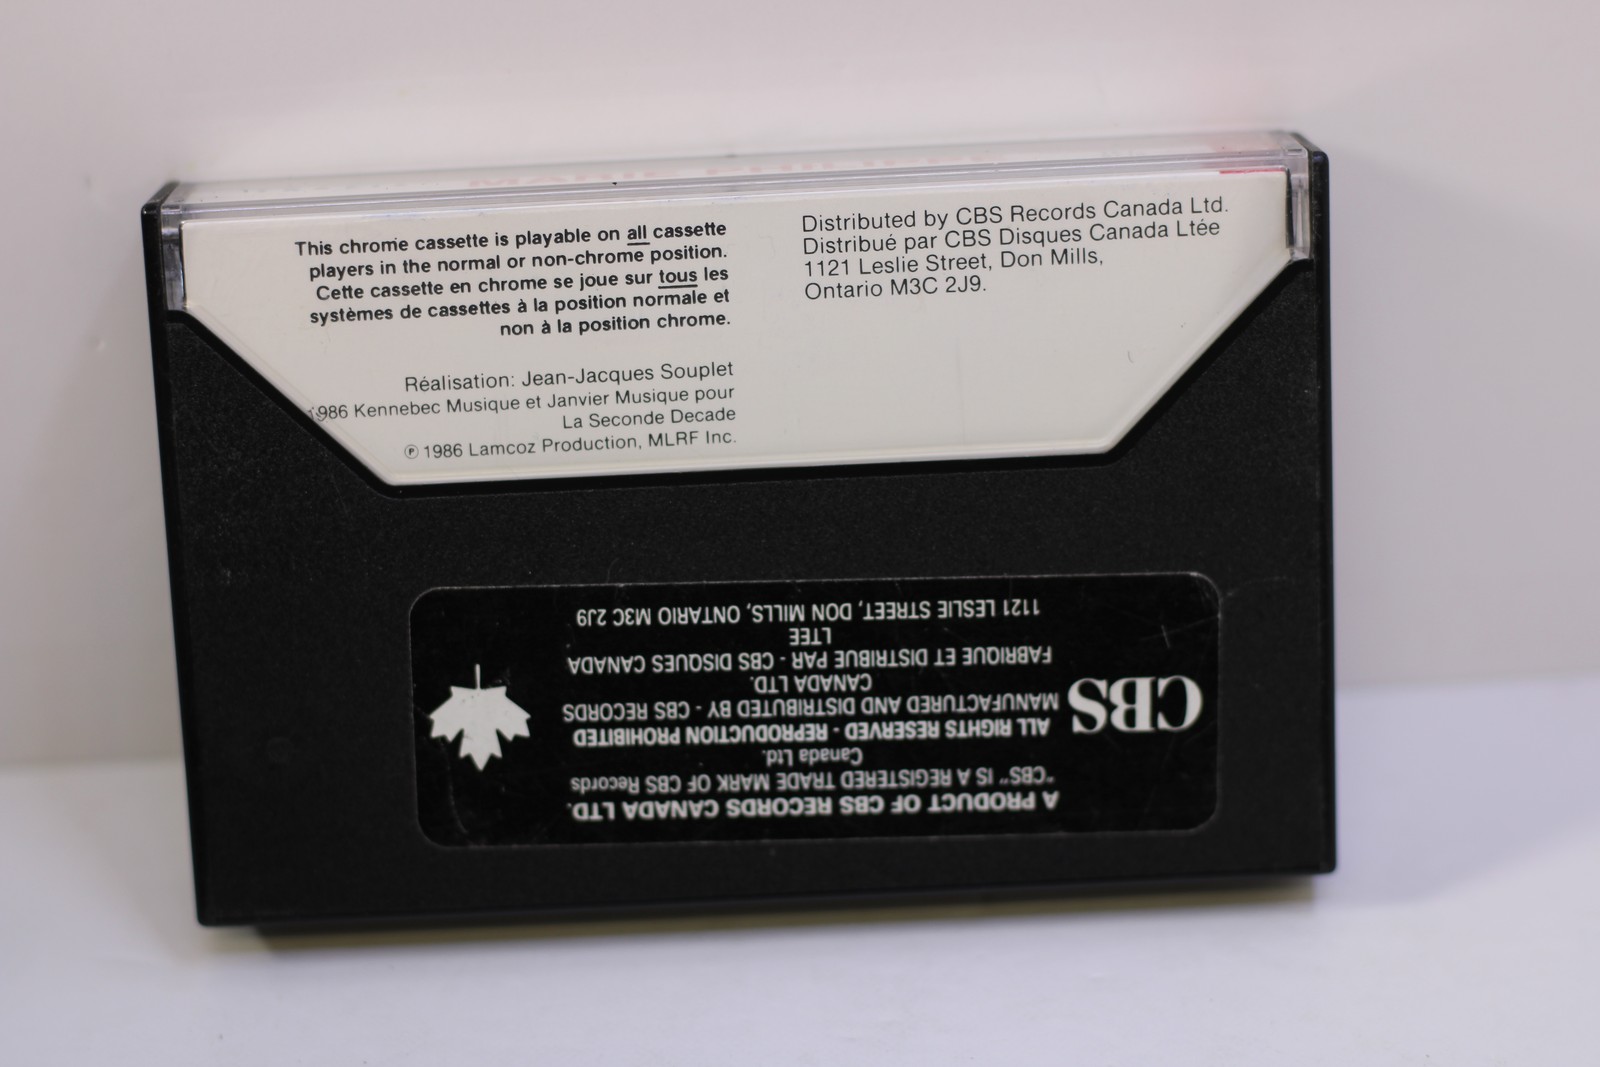 This chrome cassette is playable on all cassette
players in the normal or non-chrome position.
Cette cassette en chrome se joue sur tous les
systèmes de cassettes à la position normale et
non à la position chrome.
Réalisation: Jean-Jacques Souplet
1986 Kennebec Musique et Janvier Musique pour
La Seconde Decade
℗ 1986 Lamcoz Production, MLRF Inc.
Distributed by CBS Records Canada Ltd.
Distribué par CBS Disques Canada Ltée
1121 Leslie Street, Don Mills,
Ontario M3C 2J9.
CBS
A PRODUCT OF CBS RECORDS CANADA LTD.
"CBS" IS A REGISTERED TRADE MARK OF CBS Records
Canada Ltd.
ALL RIGHTS RESERVED - REPRODUCTION PROHIBITED
MANUFACTURED AND DISTRIBUTED BY - CBS RECORDS
CANADA LTD.
FABRIQUE ET DISTRIBUE PAR - CBS DISQUES CANADA
LTEE
1121 LESLIE STREET, DON MILLS, ONTARIO M3C 2J9